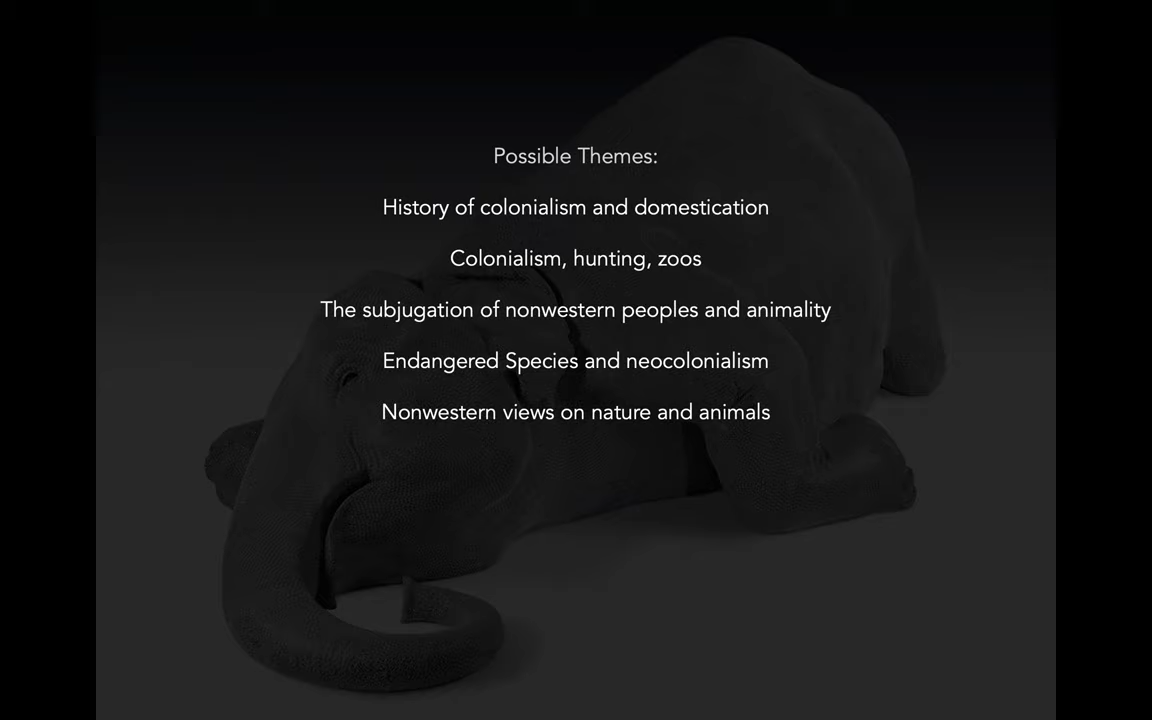 Possible Themes:
History of colonialism and domestication
Colonialism, hunting, zoos
The subjugation of nonwestern peoples and animality
Endangered Species and neocolonialism
Nonwestern views on nature and animals